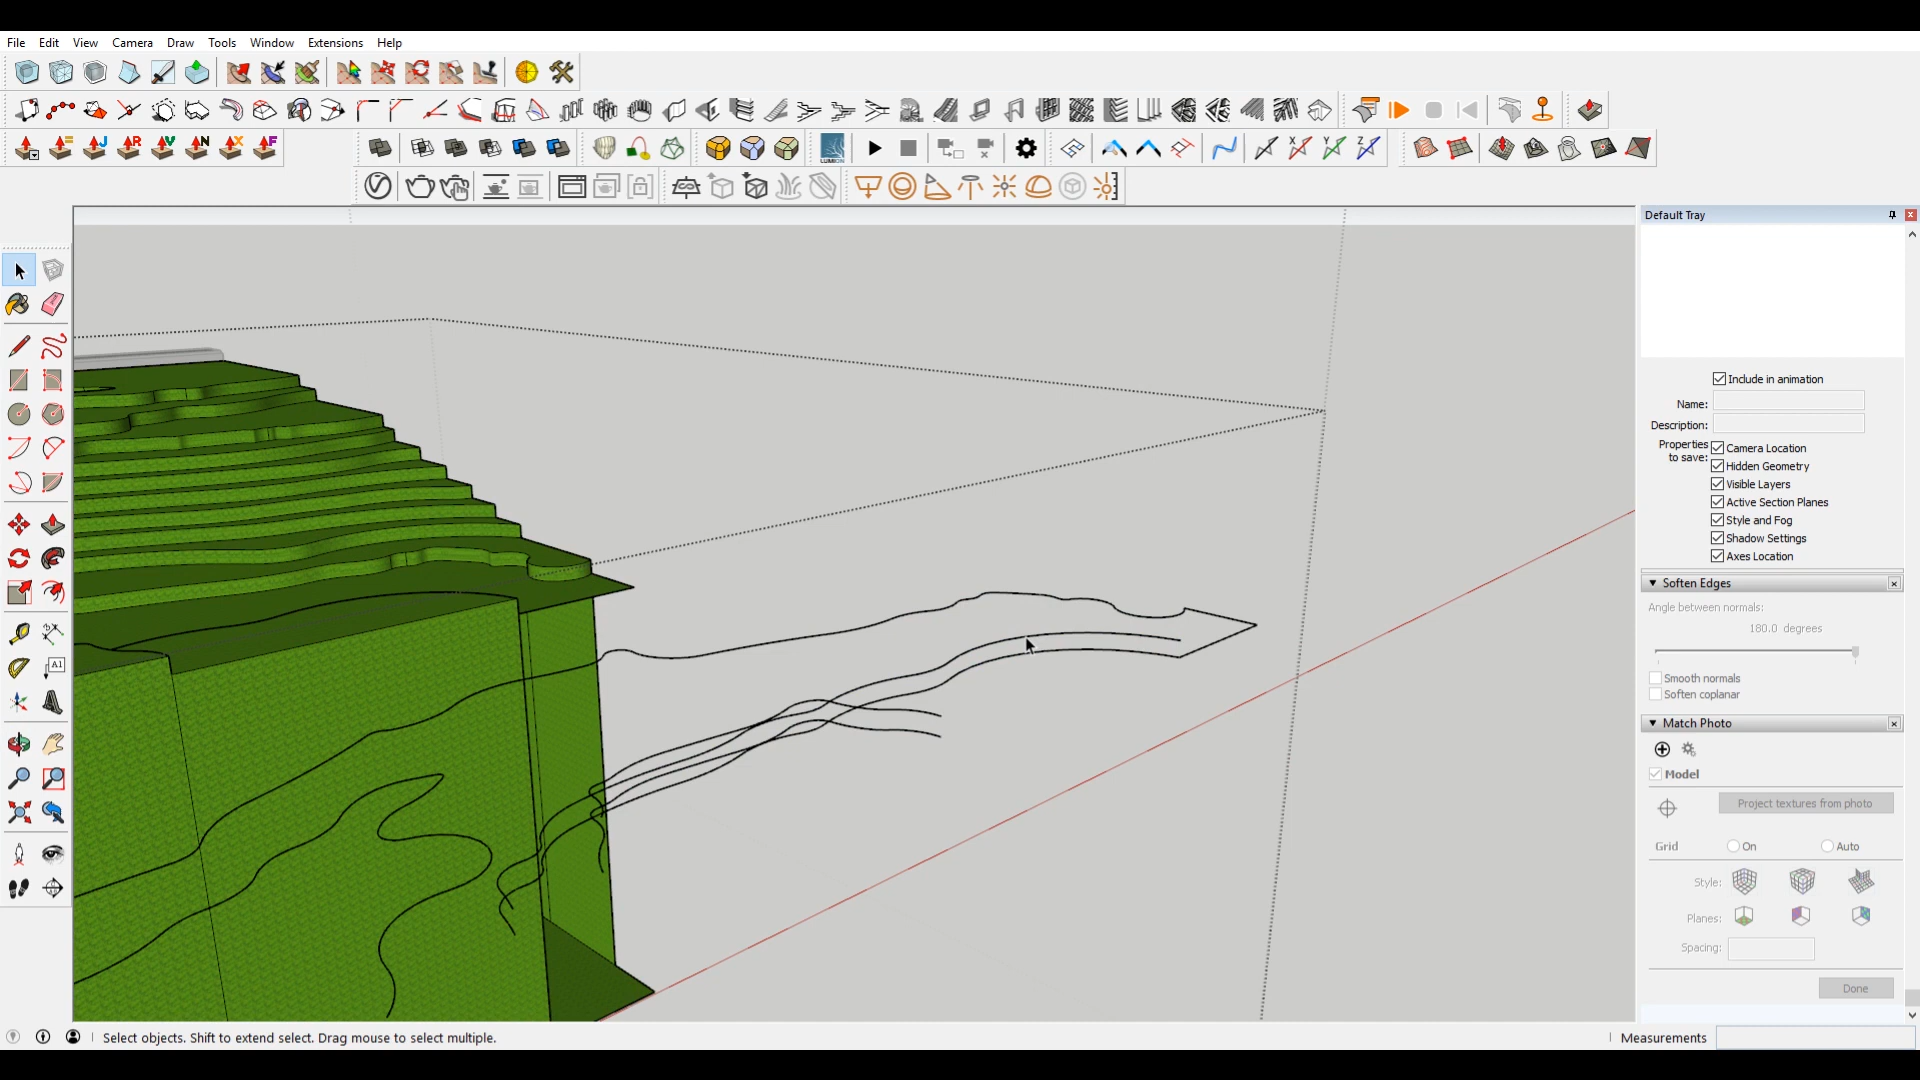 File Edit View Camera Draw Tools Window Extensions Help
J R V N X F
LUMION
X Y Z
Default Tray
Include in animation
Name:
Description:
Properties to save:
Camera Location
Hidden Geometry
Visible Layers
Active Section Planes
Style and Fog
Shadow Settings
Axes Location
A1
Soften Edges
Angle between normals:
180.0 degrees
Smooth normals
Soften coplanar
Match Photo
Model
Project textures from photo
Grid On Auto
Style:
Planes:
Spacing:
Done
Select objects. Shift to extend select. Drag mouse to select multiple.
Measurements